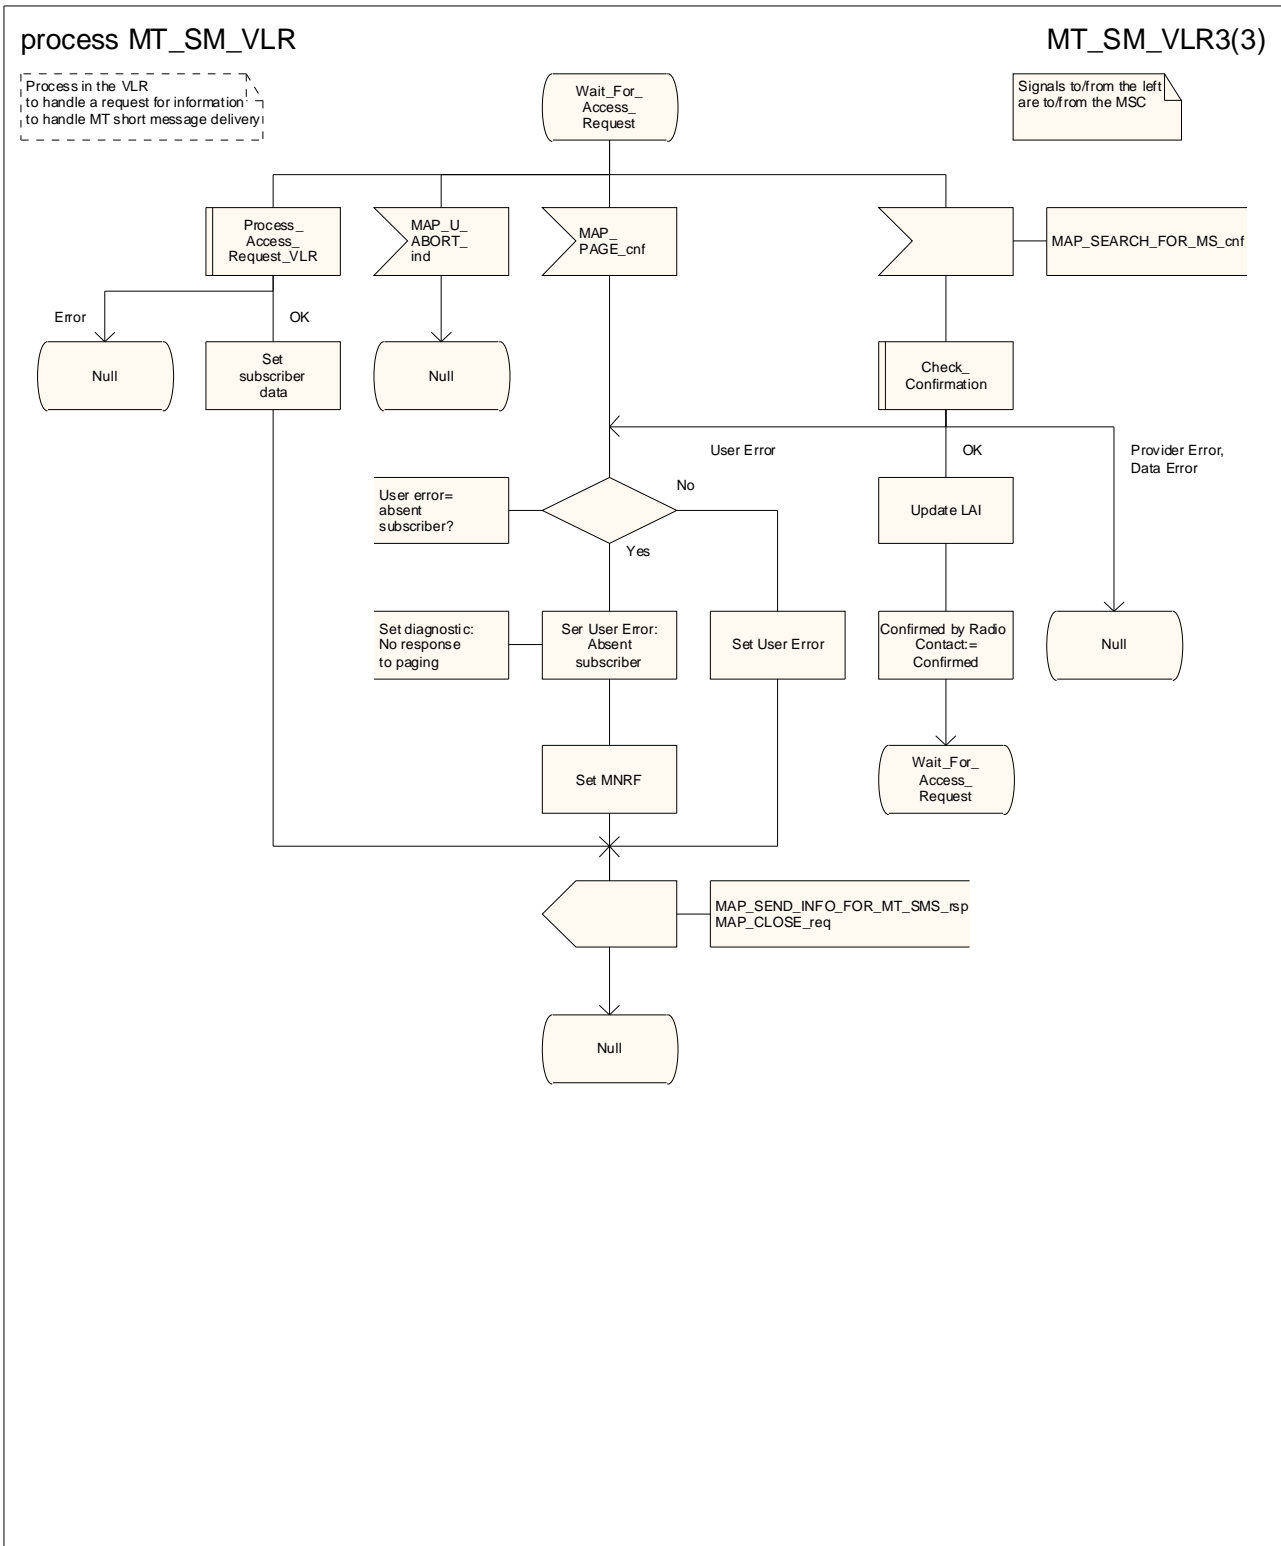 process MT_SM_VLR
MT_SM_VLR3(3)
Process in the VLR
to handle a request for information
to handle MT short message delivery
Wait_For_
Access_
Request
Signals to/from the left
are to/from the MSC
Process_
Access_
Request_VLR
MAP_U_
ABORT_
ind
MAP_
PAGE_cnf
MAP_SEARCH_FOR_MS_cnf
Error
OK
Null
Set
subscriber
data
Null
Check_
Confirmation
User Error
OK
Provider Error,
Data Error
User error=
absent
subscriber?
No
Yes
Update LAI
Set diagnostic:
No response
to paging
Ser User Error:
Absent
subscriber
Set User Error
Confirmed by Radio
Contact:=
Confirmed
Null
Set MNRF
Wait_For_
Access_
Request
MAP_SEND_INFO_FOR_MT_SMS_rsp
MAP_CLOSE_req
Null